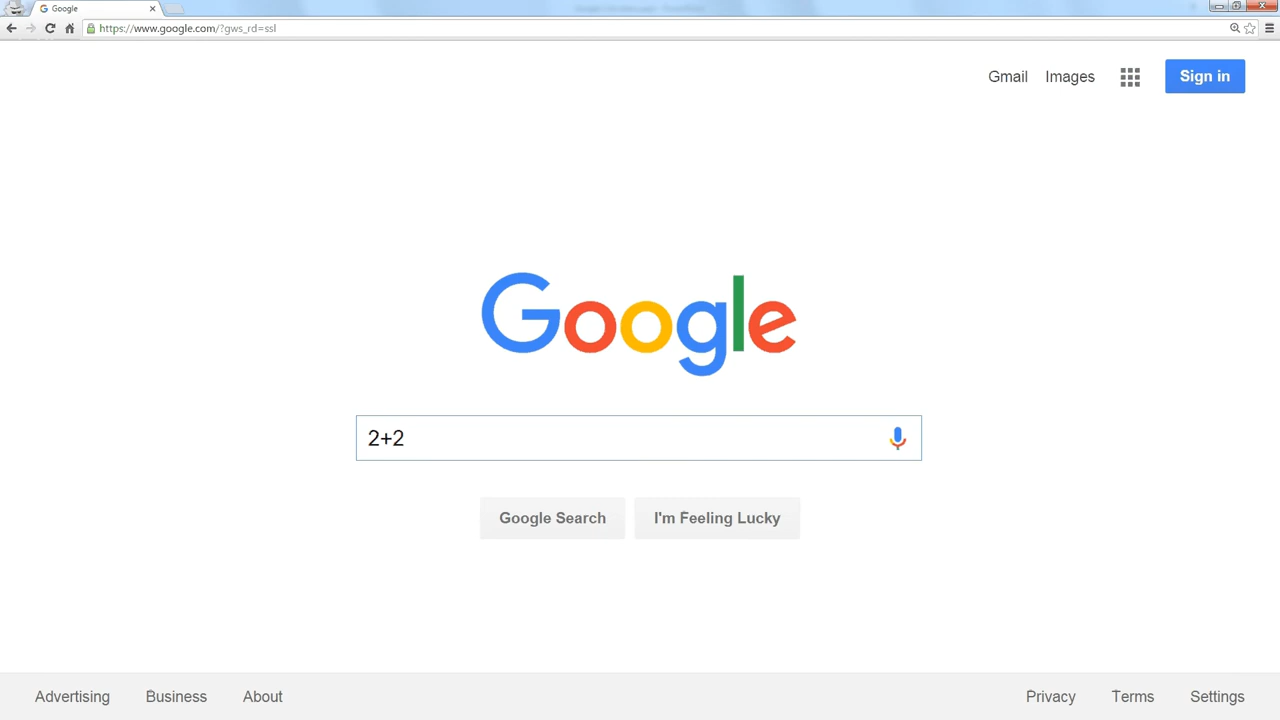 Google
https://www.google.com/?gws_rd=ssl
Gmail Images Sign in
Google
2+2
Google Search I'm Feeling Lucky
Advertising Business About Privacy Terms Settings